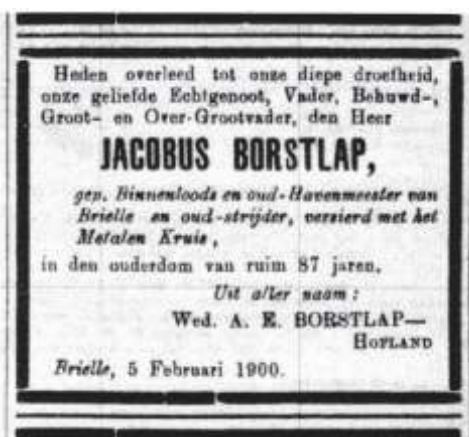 Heden overleed tot onze diepe droefheid,
onze geliefde Echtgenoot, Vader, Behuwd-,
Groot- en Over-Grootvader, den Heer
JACOBUS BORSTLAP,
gep. Binnenloods en oud-Havenmeester van
Brielle en oud-strijder, versierd met het
Metalen Kruis,
in den ouderdom van ruim 87 jaren.
Uit aller naam:
Wed. A. E. BORSTLAP—
HOFLAND
Brielle, 5 Februari 1900.